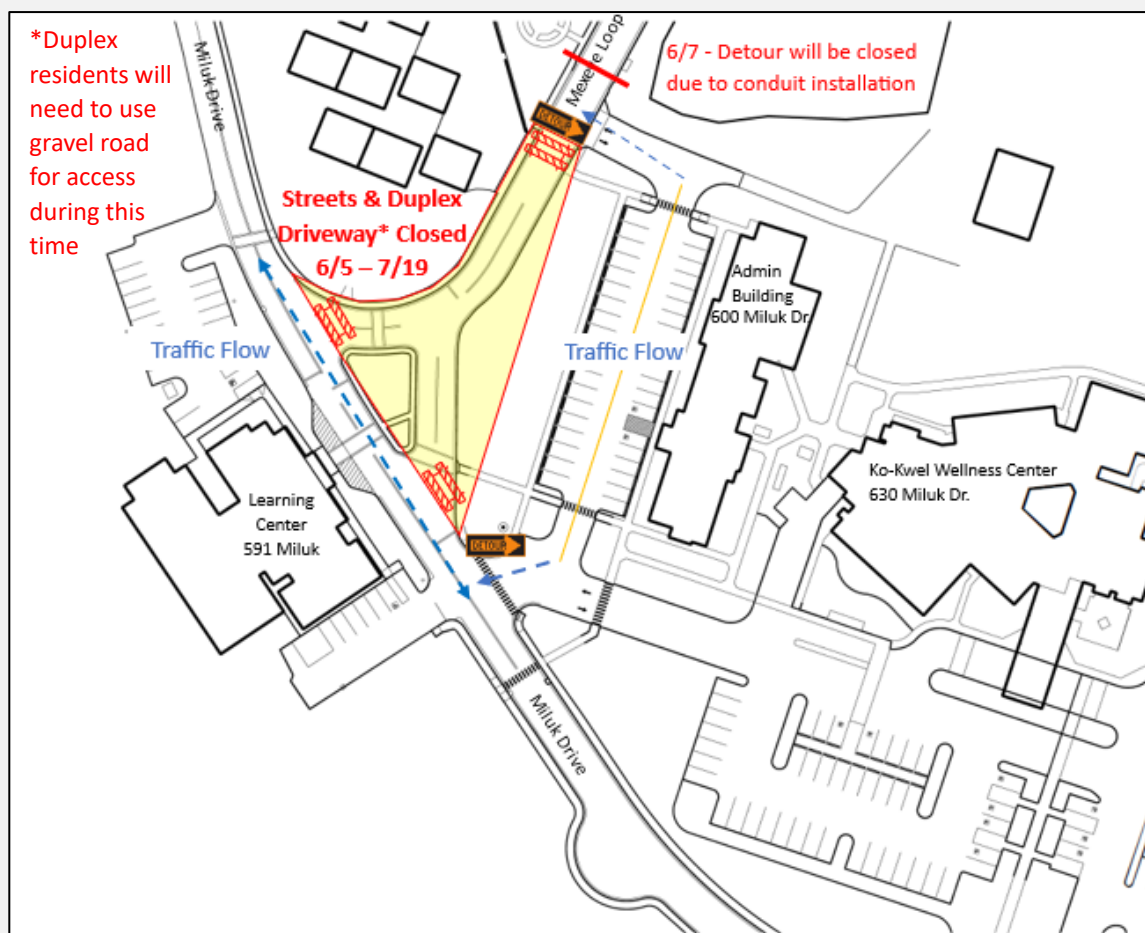 *Duplex
residents will
need to use
gravel road
for access
during this
time
Miluk Drive
Loop
6/7 - Detour will be closed
due to conduit installation
DETOUR
Streets & Duplex
Driveway* Closed
6/5 – 7/19
Traffic Flow
Traffic Flow
Admin
Building
600 Miluk Dr.
Ko-Kwel Wellness Center
630 Miluk Dr.
Learning
Center
591 Miluk
DETOUR
Miluk Drive